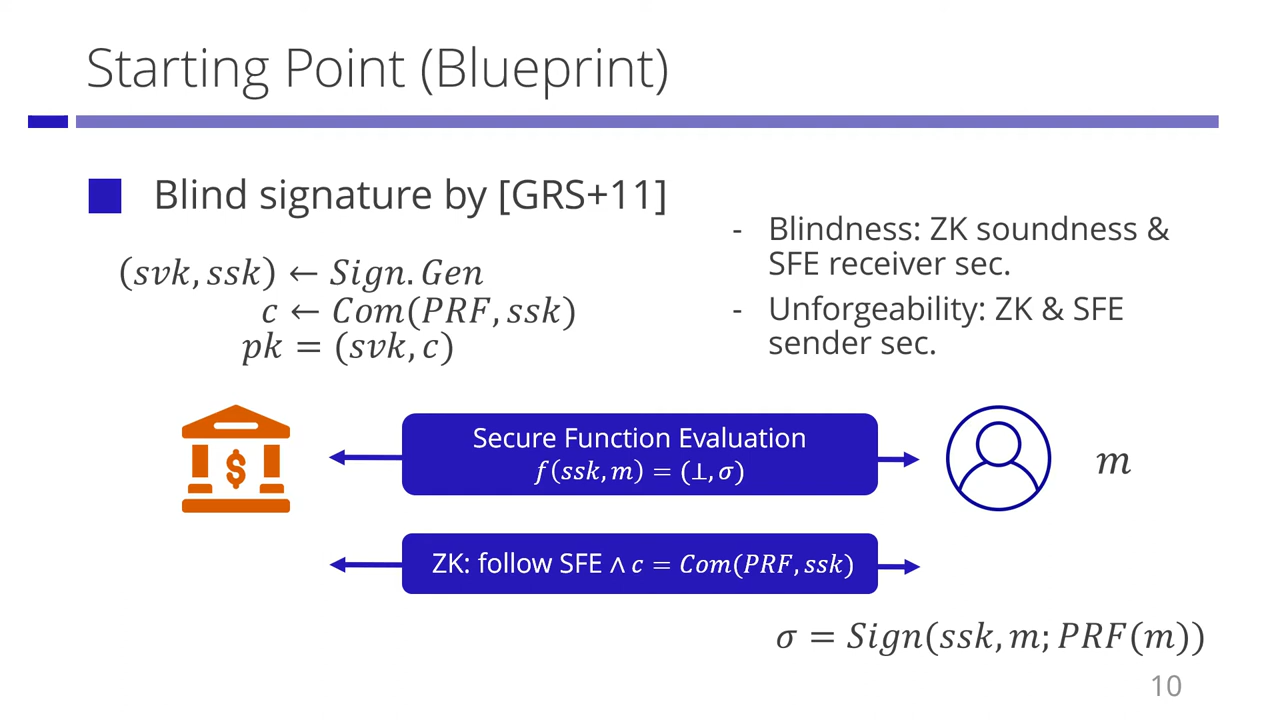 Starting Point (Blueprint)
Blind signature by [GRS+11]
(svk, ssk) ← Sign.Gen
c ← Com(PRF, ssk)
pk = (svk, c)
- Blindness: ZK soundness &
SFE receiver sec.
- Unforgeability: ZK & SFE
sender sec.
$
Secure Function Evaluation
f(ssk, m) = (⊥, σ)
m
ZK: follow SFE ∧ c = Com(PRF, ssk)
σ = Sign(ssk, m; PRF(m))
10